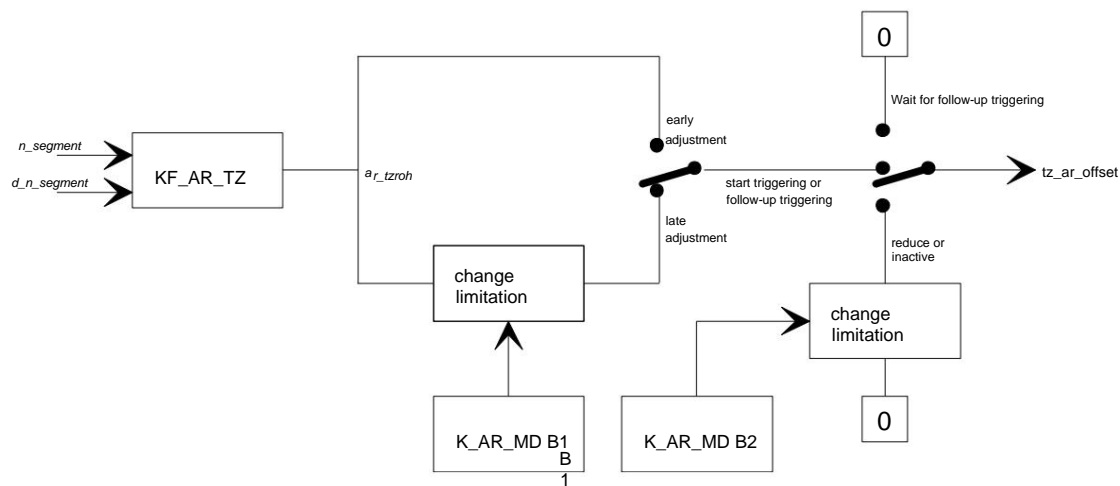 0
Wait for follow-up triggering
early
adjustment
n_segment
d_n_segment
KF_AR_TZ
ar_tzroh
start triggering or
follow-up triggering
tz_ar_offset
late
adjustment
reduce or
inactive
change
limitation
change
limitation
K_AR_MD B1
B
1
K_AR_MD B2
0